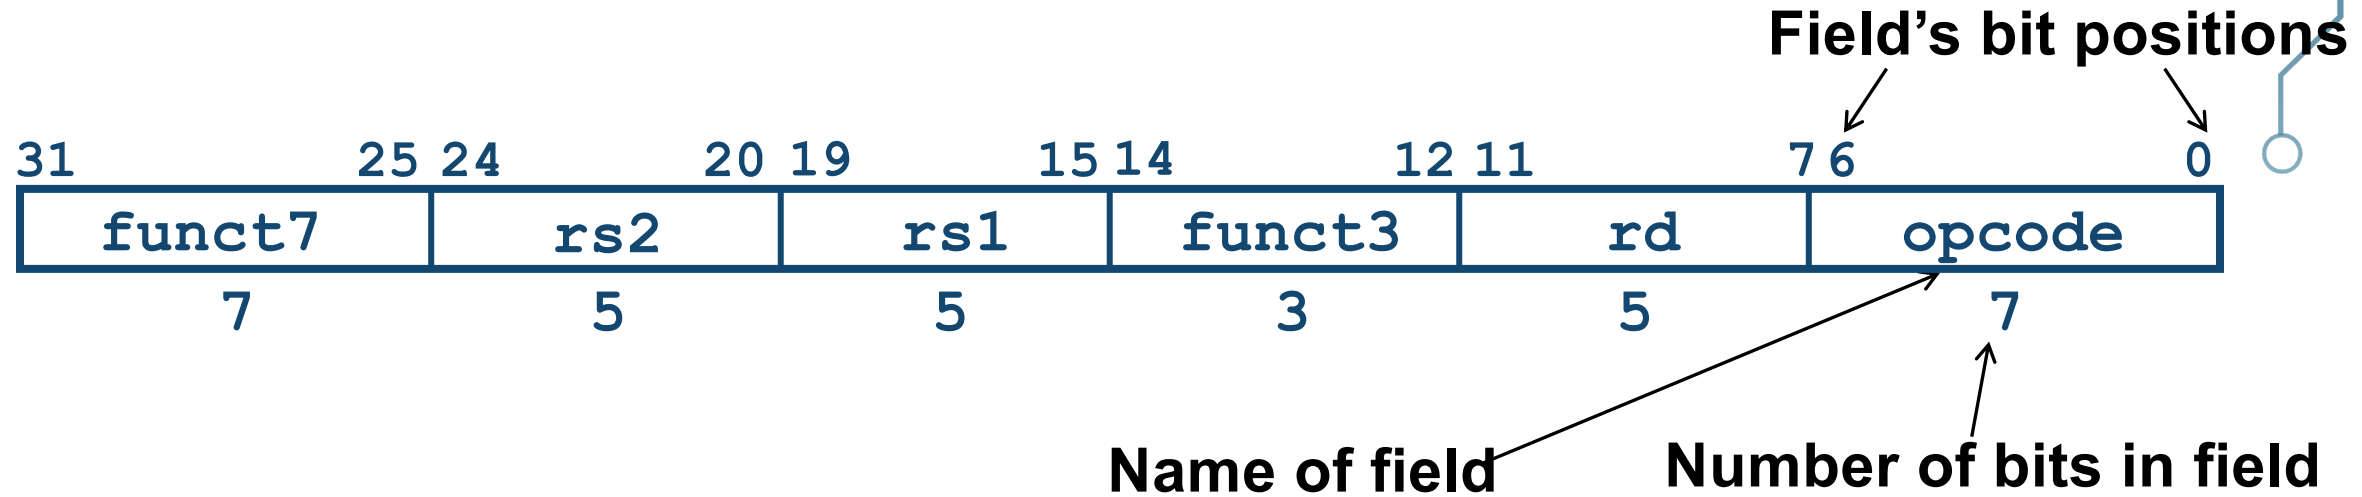 Field’s bit positions
31 25 24 20 19 15 14 12 11 7 6 0
funct7 rs2 rs1 funct3 rd opcode
7 5 5 3 5 7
Name of field Number of bits in field